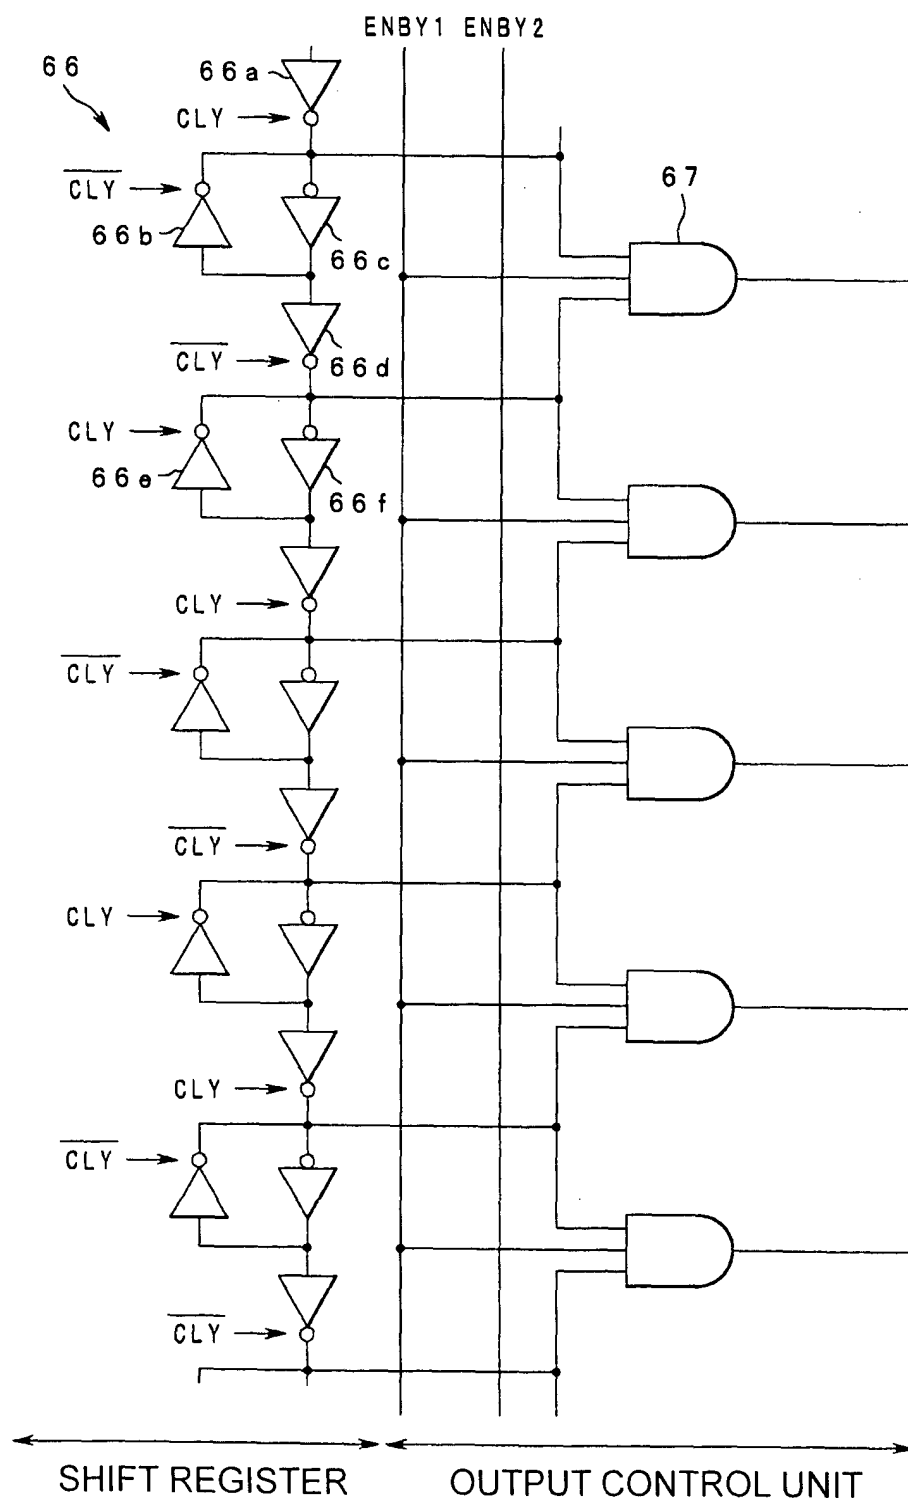 ENBY1 ENBY2
66
66a
CLY
CLY
67
66b
66c
CLY
66d
CLY
66e
66f
CLY
CLY
CLY
CLY
CLY
CLY
CLY
SHIFT REGISTER
OUTPUT CONTROL UNIT